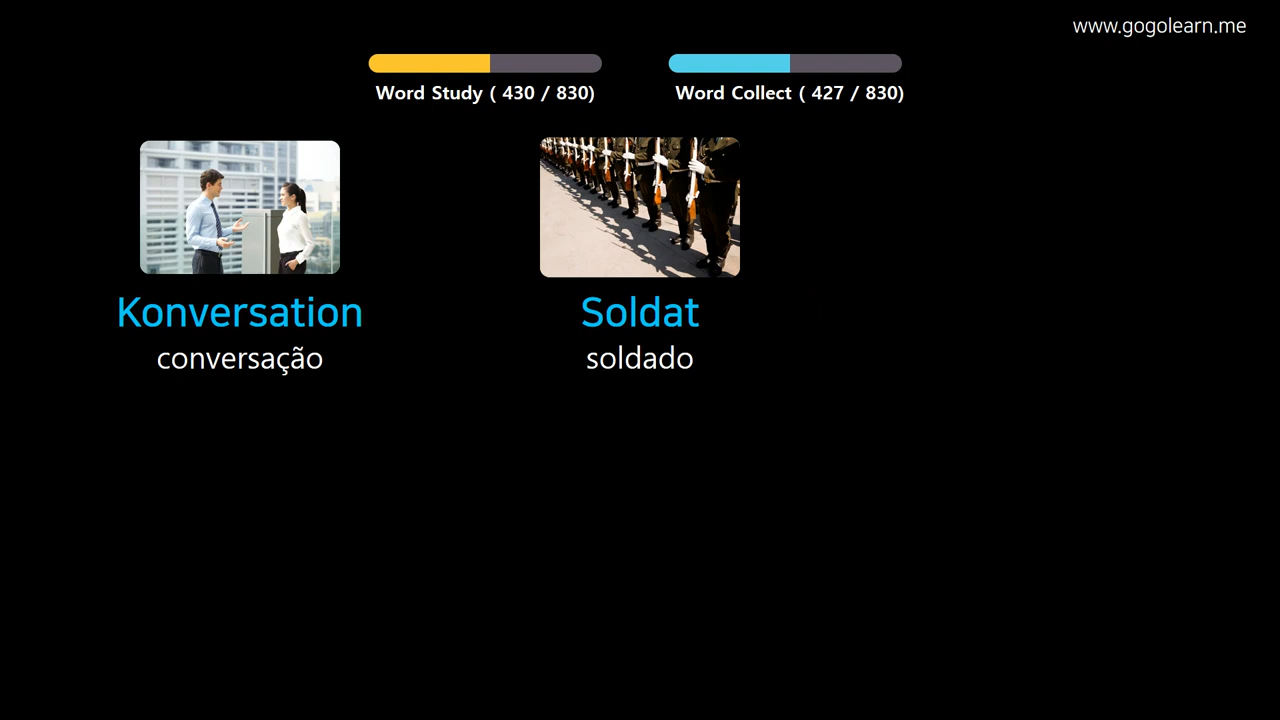 www.gogolearn.me
Word Study ( 430 / 830)
Word Collect ( 427 / 830)
Konversation
conversação
Soldat
soldado